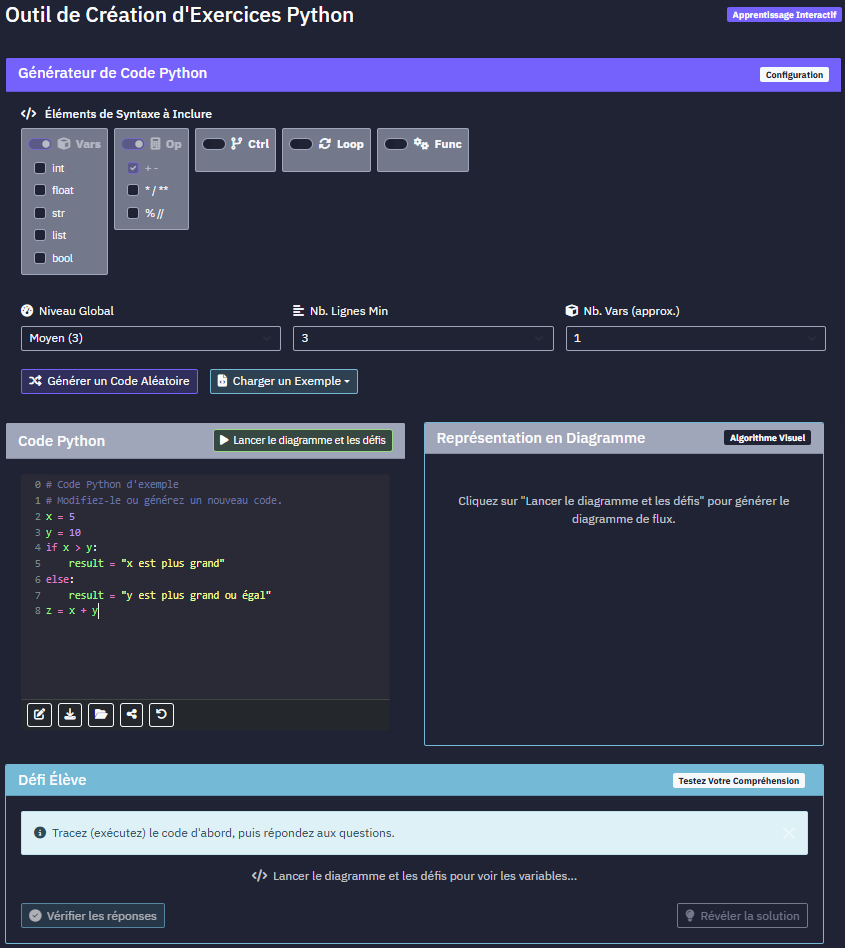 Outil de Création d'Exercices Python
Apprentissage Interactif
Générateur de Code Python
Configuration
</> Éléments de Syntaxe à Inclure
Vars
int
float
str
list
bool
Op
+ -
* / **
% //
Ctrl
Loop
Func
Niveau Global
Moyen (3)
Nb. Lignes Min
3
Nb. Vars (approx.)
1
Générer un Code Aléatoire
Charger un Exemple
Code Python
Lancer le diagramme et les défis
0 # Code Python d'exemple
1 # Modifiez-le ou générez un nouveau code.
2 x = 5
3 y = 10
4 if x > y:
5     result = "x est plus grand"
6 else:
7     result = "y est plus grand ou égal"
8 z = x + y
Représentation en Diagramme
Algorithme Visuel
Cliquez sur "Lancer le diagramme et les défis" pour générer le
diagramme de flux.
Défi Élève
Testez Votre Compréhension
Tracez (exécutez) le code d'abord, puis répondez aux questions.
</> Lancer le diagramme et les défis pour voir les variables...
Vérifier les réponses
Révéler la solution